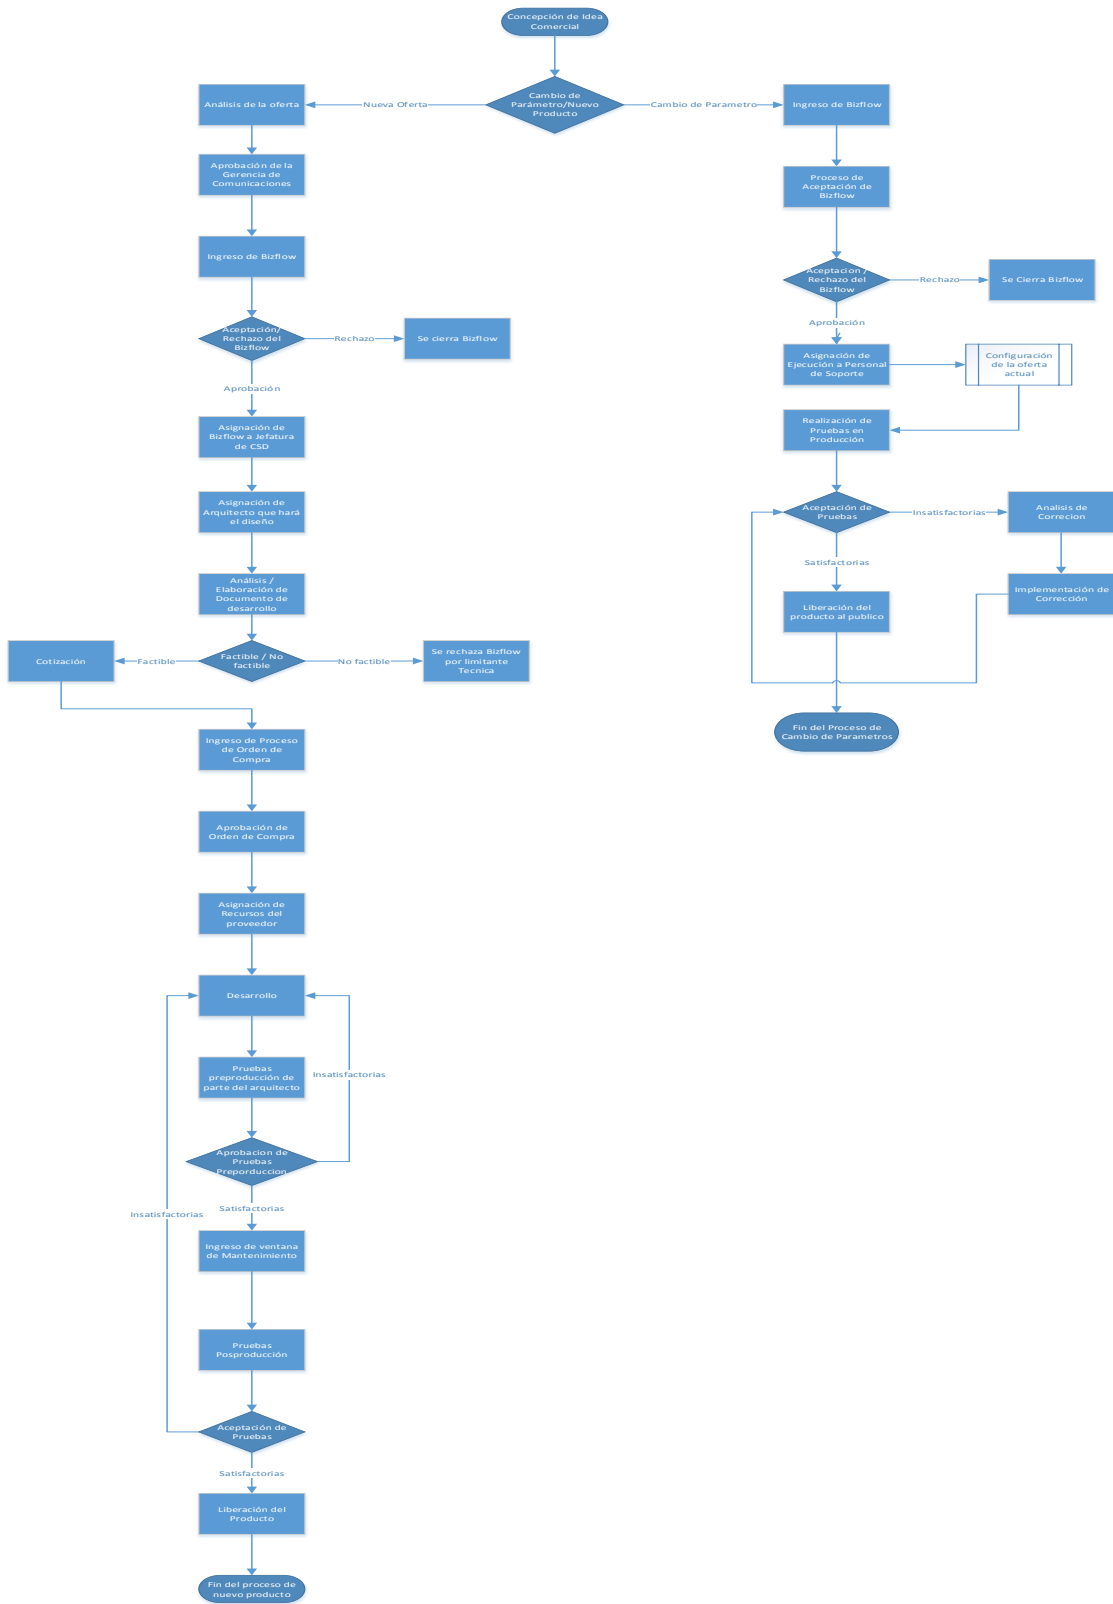 Concepción de Idea
Comercial
Cambio de
Parámetro/Nuevo
Producto
Nueva Oferta
Cambio de Parametro
Análisis de la oferta
Aprobación de la
Gerencia de
Comunicaciones
Ingreso de Bizflow
Aceptación/
Rechazo del
Bizflow
Rechazo
Se cierra Bizflow
Aprobación
Asignación de
Bizflow a Jefatura
de CSD
Asignación de
Arquitecto que hará
el diseño
Análisis /
Elaboración de
Documento de
desarrollo
Factible / No
factible
Factible
Cotización
No factible
Se rechaza Bizflow
por limitante
Tecnica
Ingreso de Proceso
de Orden de
Compra
Aprobación de
Orden de Compra
Asignación de
Recursos del
proveedor
Desarrollo
Pruebas
preproducción de
parte del arquitecto
Insatisfactorias
Aprobacion de
Pruebas
Preporduccion
Satisfactorias
Insatisfactorias
Ingreso de ventana
de Mantenimiento
Pruebas
Posproducción
Aceptación de
Pruebas
Satisfactorias
Liberación del
Producto
Fin del proceso de
nuevo producto
Ingreso de Bizflow
Proceso de
Aceptación de
Bizflow
Aceptacion /
Rechazo del
Bizflow
Rechazo
Se Cierra Bizflow
Aprobación
Asignación de
Ejecución a Personal
de Soporte
Configuración
de la oferta
actual
Realización de
Pruebas en
Producción
Aceptación de
Pruebas
Insatisfactorias
Analisis de
Correcion
Implementación de
Corrección
Satisfactorias
Liberación del
producto al publico
Fin del Proceso de
Cambio de Parametros